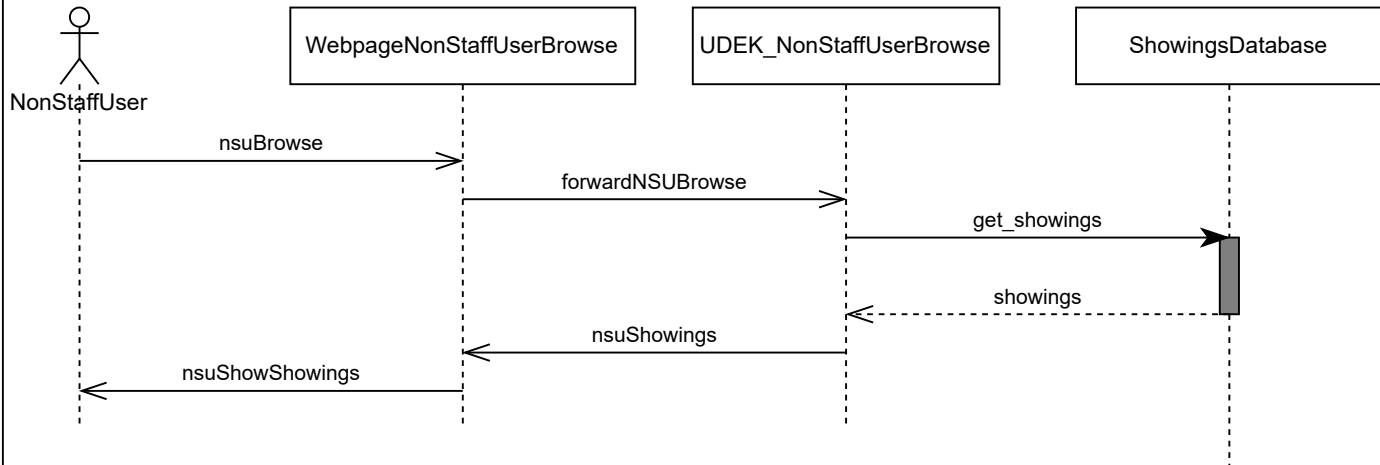 NonStaffUser
WebpageNonStaffUserBrowse
UDEK_NonStaffUserBrowse
ShowingsDatabase
nsuBrowse
forwardNSUBrowse
get_showings
showings
nsuShowings
nsuShowShowings